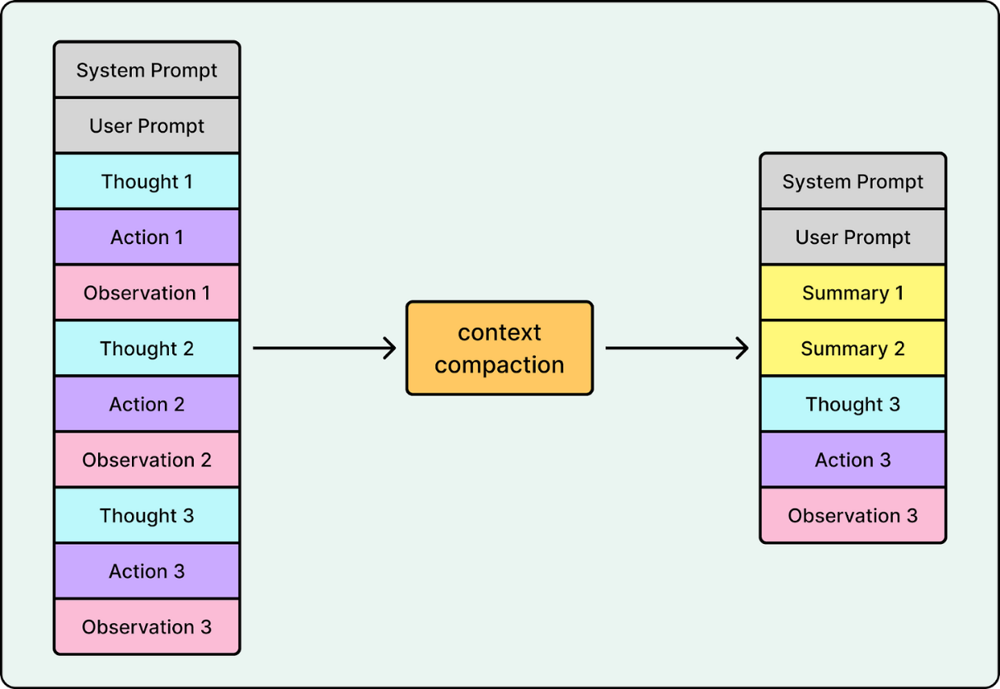 System Prompt
User Prompt
Thought 1
Action 1
Observation 1
Thought 2
Action 2
Observation 2
Thought 3
Action 3
Observation 3
context
compaction
System Prompt
User Prompt
Summary 1
Summary 2
Thought 3
Action 3
Observation 3